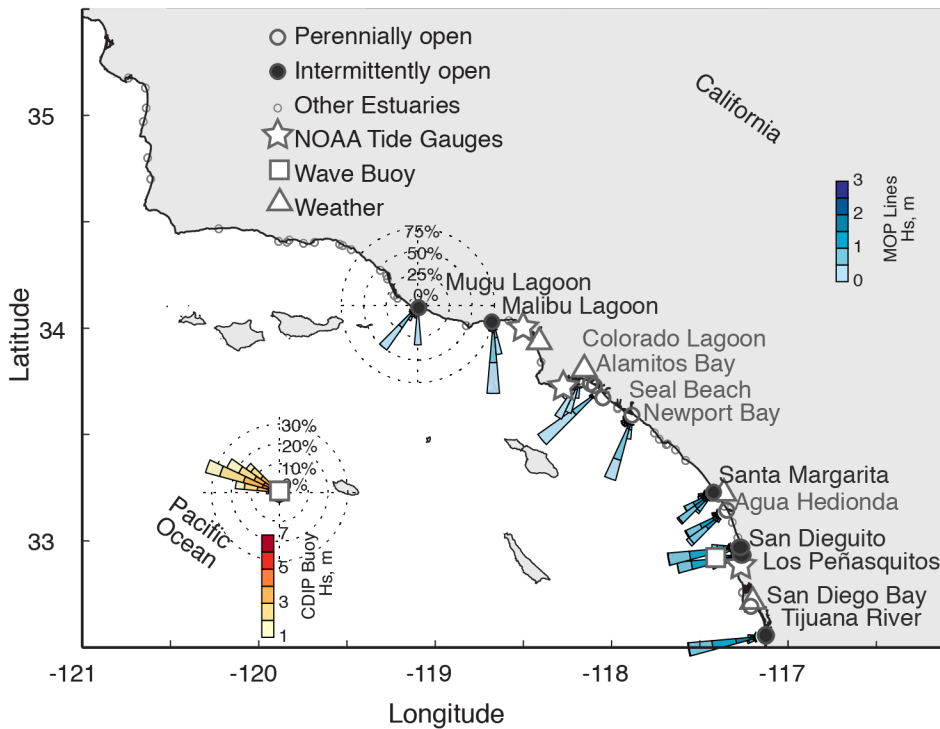 Perennially open
Intermittently open
Other Estuaries
NOAA Tide Gauges
Wave Buoy
Weather
California
3
2
1
0
MOP Lines
Hs, m
75%
50%
25%
0%
Mugu Lagoon
Malibu Lagoon
Colorado Lagoon
Alamitos Bay
Seal Beach
Newport Bay
30%
20%
10%
0%
Santa Margarita
Agua Hedionda
San Dieguito
Los Peñasquitos
San Diego Bay
Tijuana River
Pacific
Ocean
7
5
3
1
CDIP Buoy
Hs, m
35
34
33
Latitude
-121
-120
-119
-118
-117
Longitude